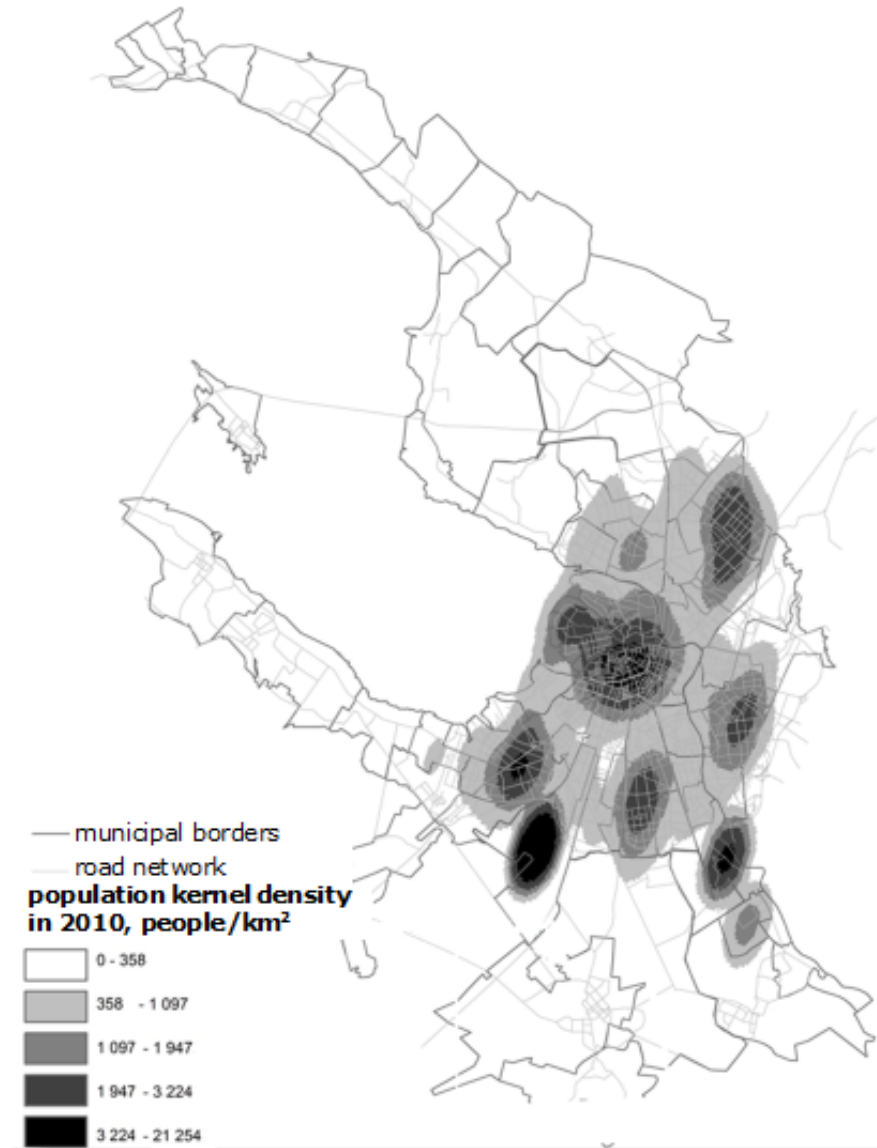 municipal borders
road network
population kernel density
in 2010, people/km²
0 - 358
358 - 1 097
1 097 - 1 947
1 947 - 3 224
3 224 - 21 254